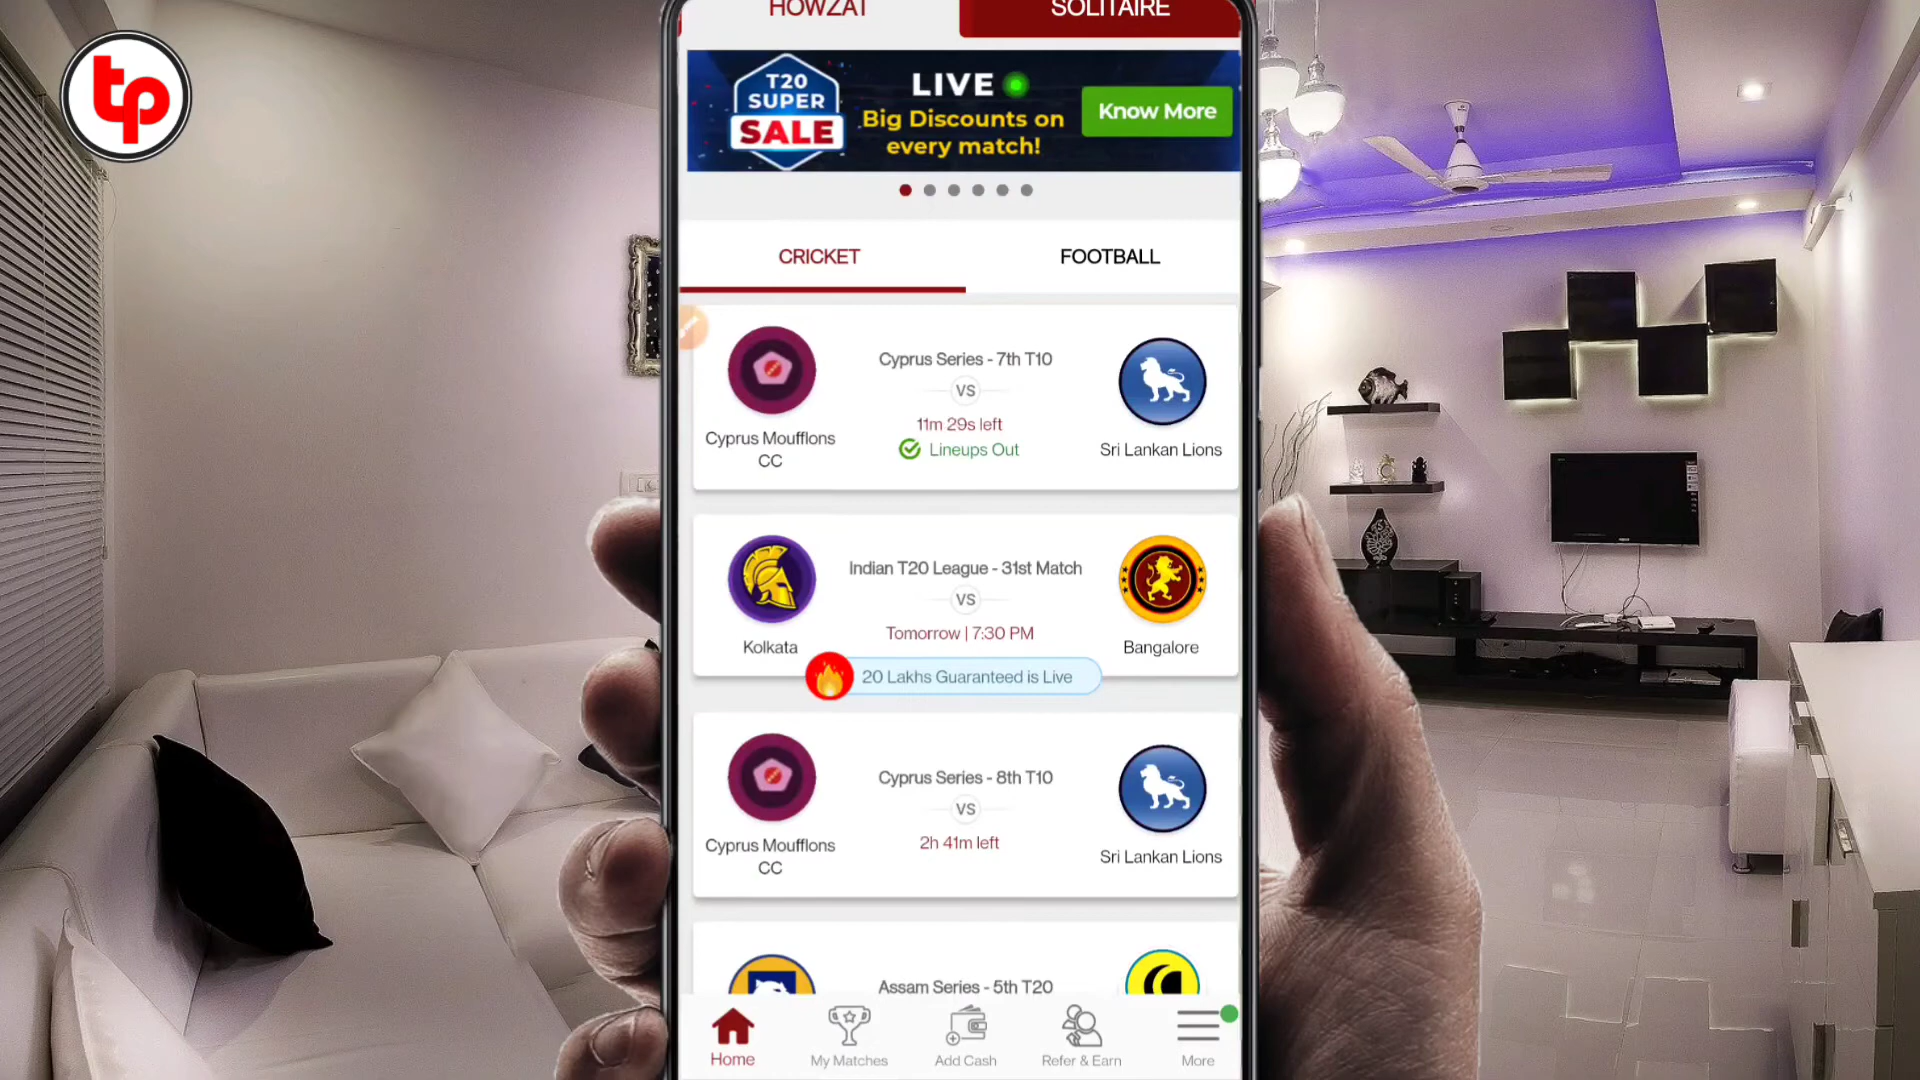 tp
HOWZAT
SOLITAIRE
T20
SUPER
SALE
LIVE
Big Discounts on
every match!
Know More
CRICKET
FOOTBALL
Cyprus Series - 7th T10
VS
11m 29s left
Lineups Out
Cyprus Moufflons
CC
Sri Lankan Lions
Indian T20 League - 31st Match
VS
Tomorrow | 7:30 PM
Kolkata
Bangalore
20 Lakhs Guaranteed is Live
Cyprus Series - 8th T10
VS
2h 41m left
Cyprus Moufflons
CC
Sri Lankan Lions
Assam Series - 5th T20
Home
My Matches
Add Cash
Refer & Earn
More